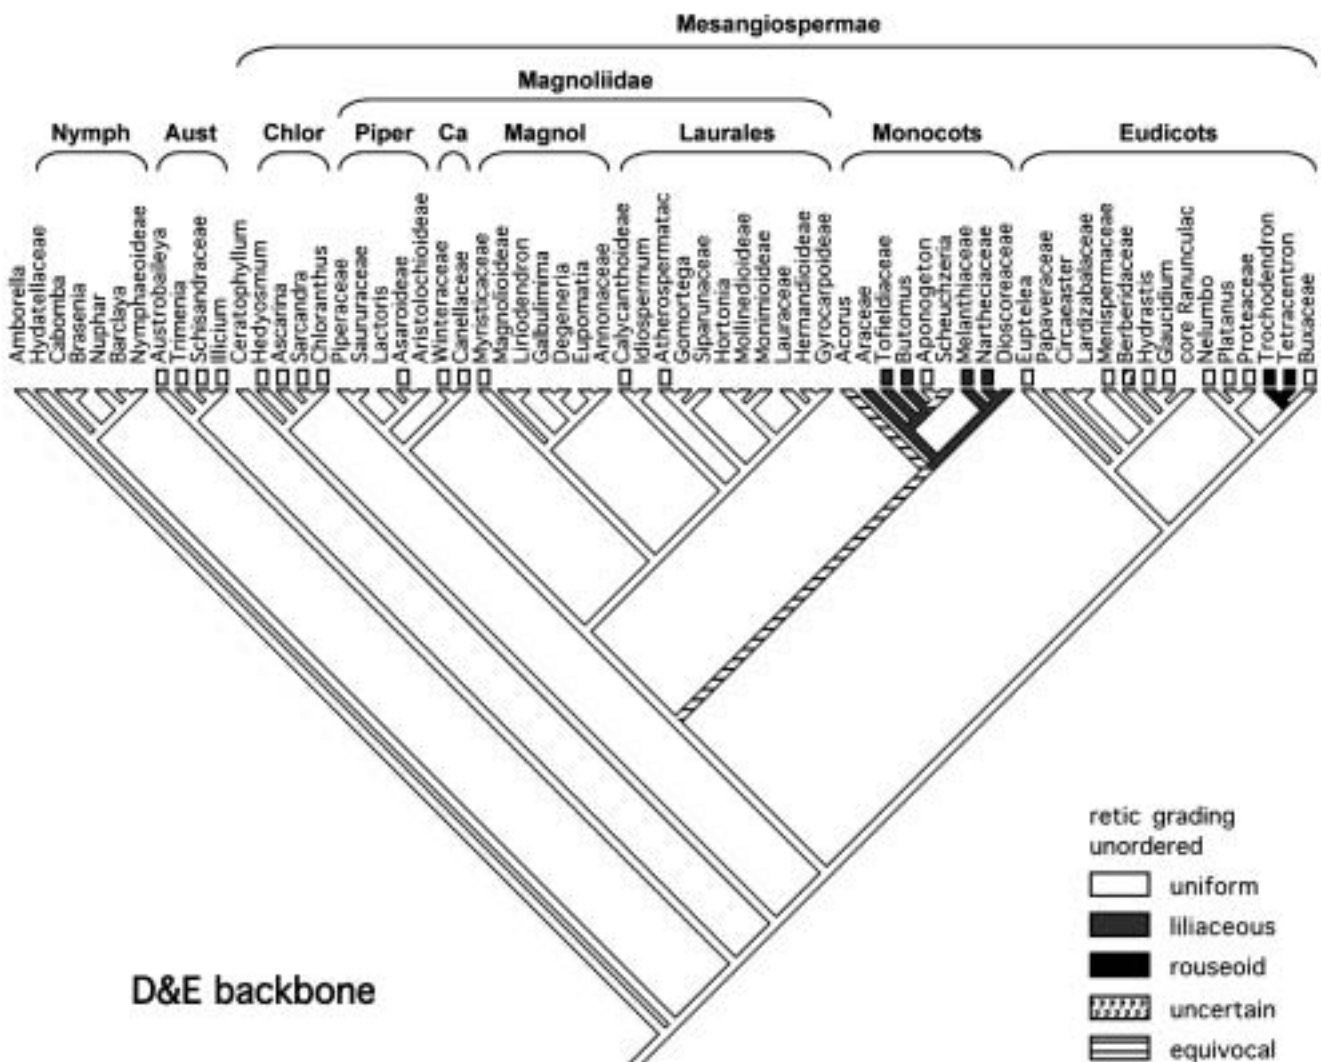 Mesangiospermae
Magnoliidae
Nymph Aust Chlor Piper Ca Magnol Laurales Monocots Eudicots
Amborella
Hydatellaceae
Cabomba
Brasenia
Nuphar
Barclaya
Nymphaeoideae
Austrobaileya
Trimenia
Schisandraceae
Illicium
Ceratophyllum
Hedyosmum
Ascarina
Sarcandra
Chloranthus
Piperaceae
Saururaceae
Lactoris
Asaroideae
Aristolochioideae
Winteraceae
Canellaceae
Myristicaceae
Magnolioideae
Liriodendron
Galbulimima
Degeneria
Eupomatia
Annonaceae
Calycanthoideae
Idiospermum
Atherospermatac
Gomortega
Siparunaceae
Hortonia
Mollinedioideae
Monimioideae
Lauraceae
Hernandioideae
Gyrocarpoideae
Acorus
Araceae
Tofieldiaceae
Butomus
Aponogeton
Scheuchzeria
Melanthiaceae
Nartheciaceae
Dioscoreaceae
Euptelea
Papaveraceae
Circaeaster
Lardizabalaceae
Menispermaceae
Berberidaceae
Hydrastis
Glaucidium
core Ranunculac
Nelumbo
Platanus
Proteaceae
Trochodendron
Tetracentron
Buxaceae
retic grading
unordered
uniform
liliaceous
rouseoid
uncertain
equivocal
D&E backbone